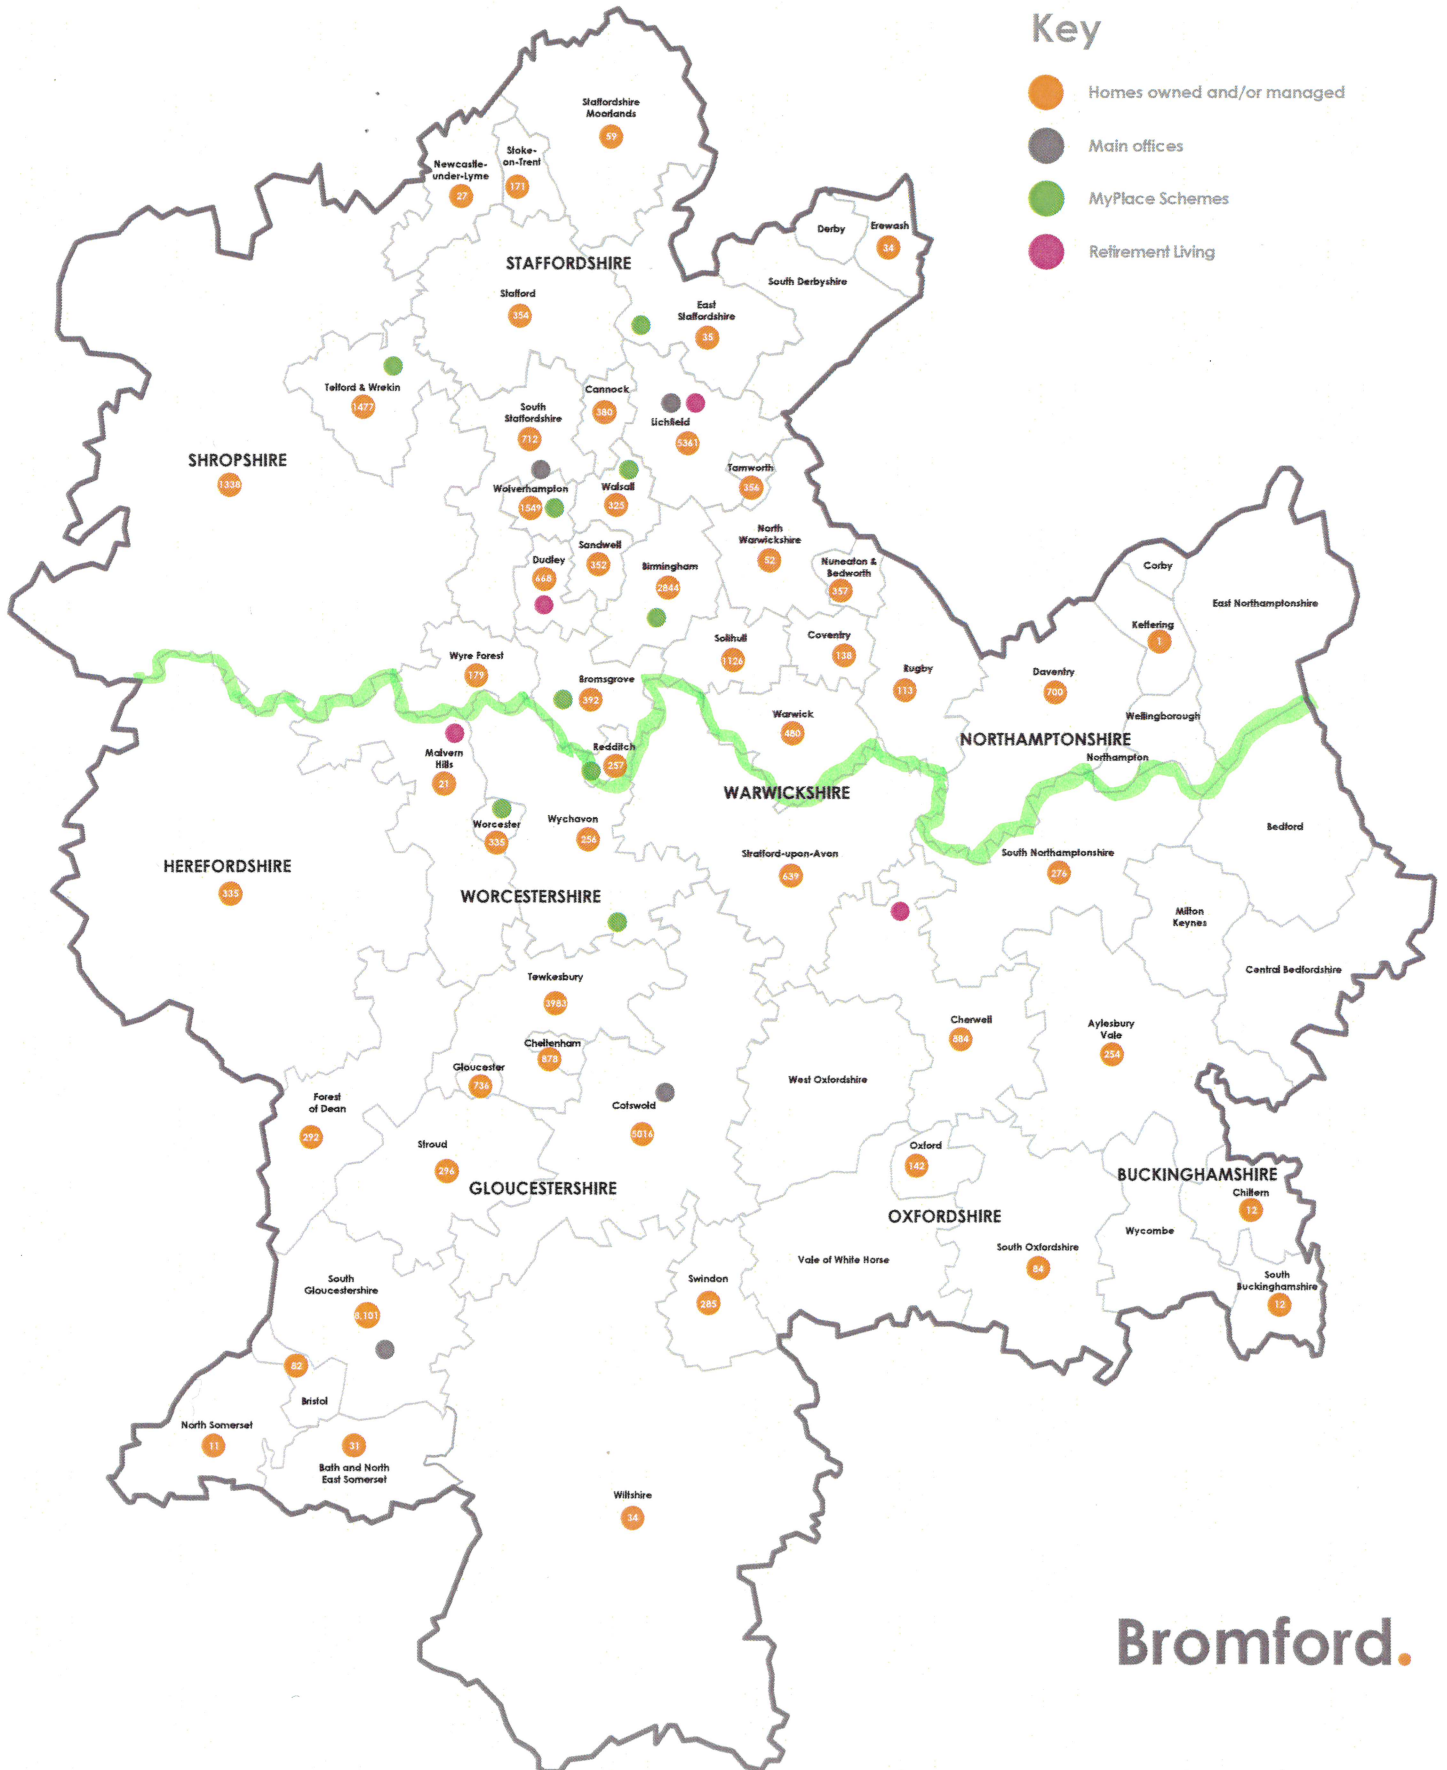 Key
Homes owned and/or managed
Main offices
MyPlace Schemes
Retirement Living
Staffordshire
Moorlands
59
Stoke-
on-Trent
171
Newcastle-
under-Lyme
27
Derby
Erewash
34
STAFFORDSHIRE
South Derbyshire
Stafford
354
East
Staffordshire
35
Telford & Wrekin
1477
Cannock
380
South
Staffordshire
712
Lichfield
5361
SHROPSHIRE
1338
Tamworth
356
Wolverhampton
1549
Walsall
325
North
Warwickshire
52
Sandwell
352
Dudley
668
Birmingham
2844
Nuneaton &
Bedworth
357
Corby
East Northamptonshire
Kettering
1
Solihull
1126
Coventry
138
Wyre Forest
179
Rugby
113
Daventry
700
Bromsgrove
392
Warwick
480
Wellingborough
NORTHAMPTONSHIRE
Northampton
Redditch
257
Malvern
Hills
21
WARWICKSHIRE
Worcester
335
Wychavon
254
Bedford
Stratford-upon-Avon
639
South Northamptonshire
276
HEREFORDSHIRE
335
WORCESTERSHIRE
Milton
Keynes
Central Bedfordshire
Tewkesbury
3983
Cherwell
884
Aylesbury
Vale
254
Cheltenham
878
Gloucester
736
West Oxfordshire
Forest
of Dean
292
Cotswold
5016
Stroud
296
Oxford
142
GLOUCESTERSHIRE
BUCKINGHAMSHIRE
Chiltern
12
OXFORDSHIRE
Wycombe
South Oxfordshire
84
Vale of White Horse
South
Gloucestershire
8,101
Swindon
285
South
Buckinghamshire
12
82
Bristol
North Somerset
11
31
Bath and North
East Somerset
Wiltshire
34
Bromford.